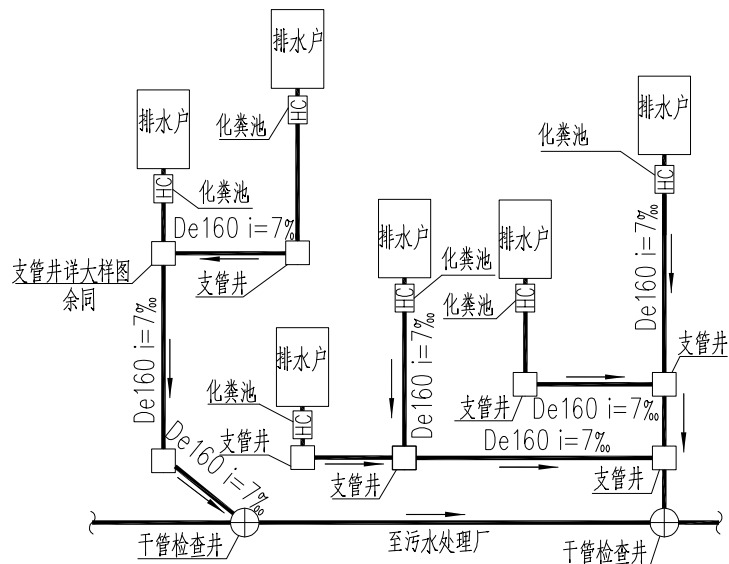 排水户
排水户
排水户
HC
化粪池
化粪池
HC
HC
化粪池
De160 i=7‰
支管井
支管井详大样图
余同
De160 i=7‰
排水户
排水户
HC
化粪池
HC
化粪池
De160 i=7‰
De160 i=7‰
排水户
化粪池
HC
支管井
支管井
支管井
De160 i=7‰
De160 i=7‰
De160 i=7‰
支管井
支管井
干管检查井
至污水处理厂
干管检查井